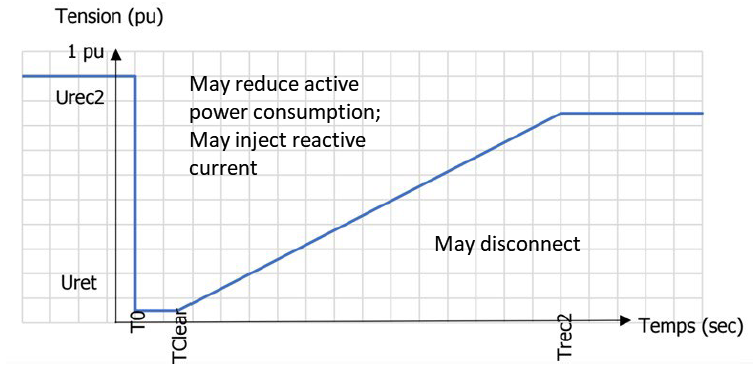 Tension (pu)
1 pu
May reduce active
power consumption;
May inject reactive
current
Urec2
May disconnect
Uret
T0
TClear
Trec2
Temps (sec)